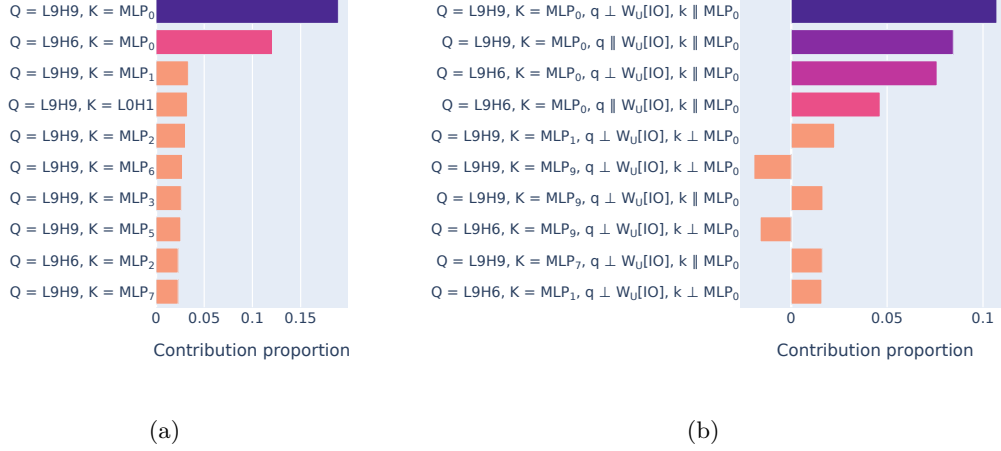 Q = L9H9, K = MLP₀
Q = L9H6, K = MLP₀
Q = L9H9, K = MLP₁
Q = L9H9, K = L0H1
Q = L9H9, K = MLP₂
Q = L9H9, K = MLP₆
Q = L9H9, K = MLP₃
Q = L9H9, K = MLP₅
Q = L9H6, K = MLP₂
Q = L9H9, K = MLP₇
0 0.05 0.1 0.15
Contribution proportion
(a)
Q = L9H9, K = MLP₀, q ⊥ W_U[IO], k ∥ MLP₀
Q = L9H9, K = MLP₀, q ∥ W_U[IO], k ∥ MLP₀
Q = L9H6, K = MLP₀, q ⊥ W_U[IO], k ∥ MLP₀
Q = L9H6, K = MLP₀, q ∥ W_U[IO], k ∥ MLP₀
Q = L9H9, K = MLP₁, q ⊥ W_U[IO], k ⊥ MLP₀
Q = L9H9, K = MLP₉, q ⊥ W_U[IO], k ⊥ MLP₀
Q = L9H9, K = MLP₉, q ⊥ W_U[IO], k ∥ MLP₀
Q = L9H6, K = MLP₉, q ⊥ W_U[IO], k ⊥ MLP₀
Q = L9H9, K = MLP₇, q ⊥ W_U[IO], k ∥ MLP₀
Q = L9H6, K = MLP₁, q ⊥ W_U[IO], k ⊥ MLP₀
0 0.05 0.1
Contribution proportion
(b)